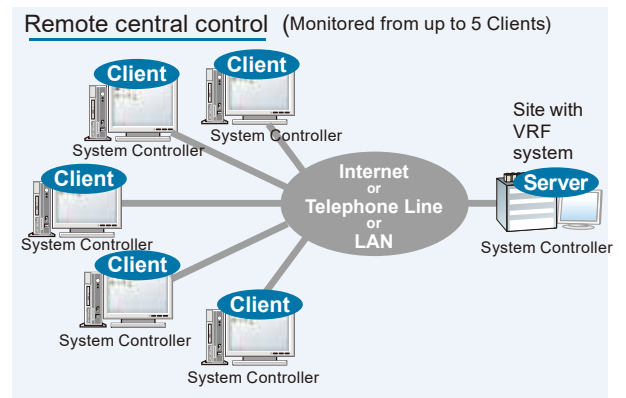 Remote central control (Monitored from up to 5 Clients)
Client
System Controller
Client
System Controller
Client
System Controller
Client
System Controller
Client
System Controller
Internet
or
Telephone Line
or
LAN
Site with
VRF
system
Server
System Controller